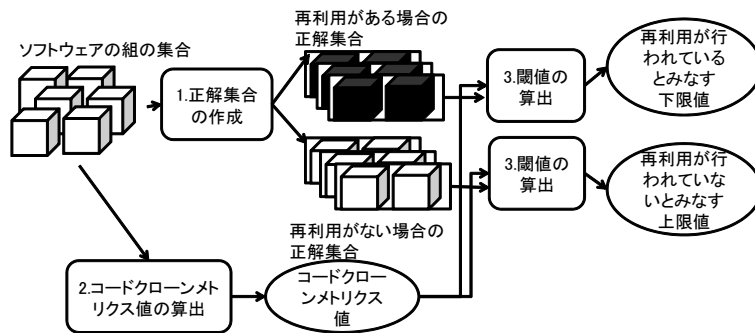 ソフトウェアの組の集合
1.正解集合
の作成
再利用がある場合の
正解集合
3.閾値の
算出
再利用が行
われている
とみなす
下限値
3.閾値の
算出
再利用が行
われていな
いとみなす
上限値
再利用がない場合の
正解集合
2.コードクローンメト
リクス値の算出
コードクロー
ンメトリクス
値